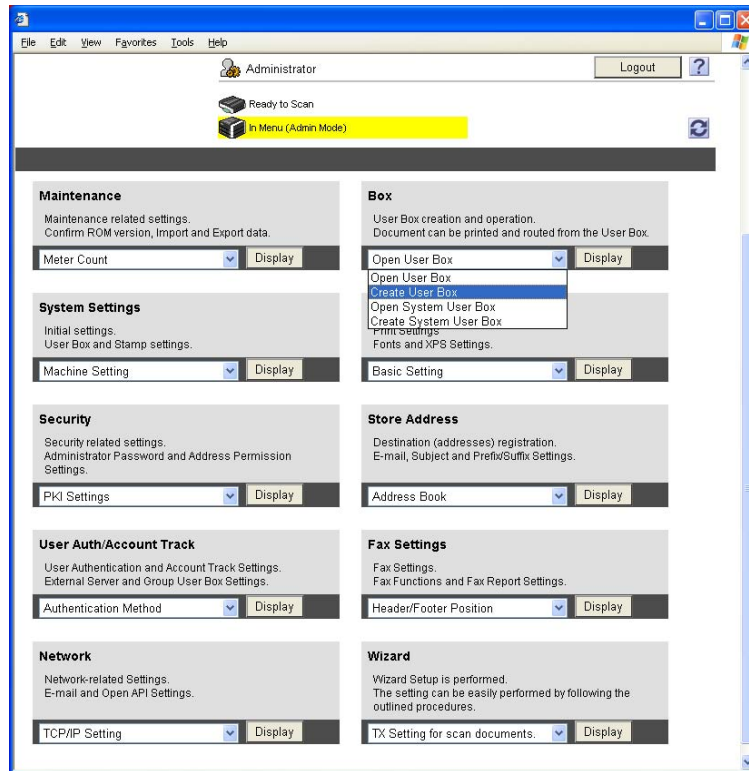 File Edit View Favorites Tools Help
Administrator
Logout
?
Ready to Scan
In Menu (Admin Mode)
Maintenance
Maintenance related settings.
Confirm ROM version, Import and Export data.
Meter Count
Display
Box
User Box creation and operation.
Document can be printed and routed from the User Box.
Open User Box
Display
Open User Box
Create User Box
Open System User Box
Create System User Box
System Settings
Initial settings.
User Box and Stamp settings.
Machine Setting
Display
Print Settings
Fonts and XPS Settings.
Basic Setting
Display
Security
Security related settings.
Administrator Password and Address Permission
Settings.
PKI Settings
Display
Store Address
Destination (addresses) registration.
E-mail, Subject and Prefix/Suffix Settings.
Address Book
Display
User Auth/Account Track
User Authentication and Account Track Settings.
External Server and Group User Box Settings.
Authentication Method
Display
Fax Settings
Fax Settings.
Fax Functions and Fax Report Settings.
Header/Footer Position
Display
Network
Network-related Settings.
E-mail and Open API Settings.
TCP/IP Setting
Display
Wizard
Wizard Setup is performed.
The setting can be easily performed by following the
outlined procedures.
TX Setting for scan documents.
Display